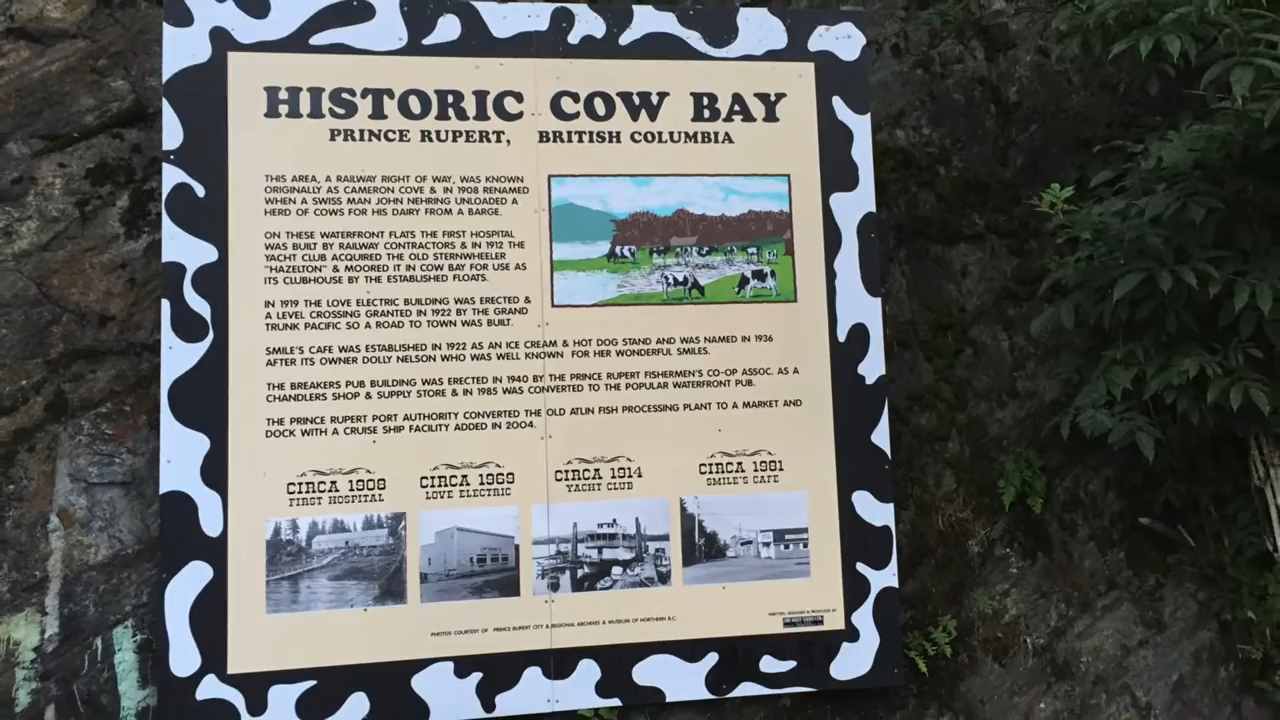 HISTORIC COW BAY
PRINCE RUPERT, BRITISH COLUMBIA
THIS AREA, A RAILWAY RIGHT OF WAY, WAS KNOWN
ORIGINALLY AS CAMERON COVE & IN 1908 RENAMED
WHEN A SWISS MAN JOHN NEHRING UNLOADED A
HERD OF COWS FOR HIS DAIRY FROM A BARGE.
ON THESE WATERFRONT FLATS THE FIRST HOSPITAL
WAS BUILT BY RAILWAY CONTRACTORS & IN 1912 THE
YACHT CLUB ACQUIRED THE OLD STERNWHEELER
"HAZELTON" & MOORED IT IN COW BAY FOR USE AS
ITS CLUBHOUSE BY THE ESTABLISHED FLOATS.
IN 1919 THE LOVE ELECTRIC BUILDING WAS ERECTED &
A LEVEL CROSSING GRANTED IN 1922 BY THE GRAND
TRUNK PACIFIC SO A ROAD TO TOWN WAS BUILT.
SMILE'S CAFE WAS ESTABLISHED IN 1922 AS AN ICE CREAM & HOT DOG STAND AND WAS NAMED IN 1936
AFTER ITS OWNER DOLLY NELSON WHO WAS WELL KNOWN FOR HER WONDERFUL SMILES.
THE BREAKERS PUB BUILDING WAS ERECTED IN 1940 BY THE PRINCE RUPERT FISHERMEN'S CO-OP ASSOC. AS A
CHANDLERS SHOP & SUPPLY STORE & IN 1985 WAS CONVERTED TO THE POPULAR WATERFRONT PUB.
THE PRINCE RUPERT PORT AUTHORITY CONVERTED THE OLD ATLIN FISH PROCESSING PLANT TO A MARKET AND
DOCK WITH A CRUISE SHIP FACILITY ADDED IN 2004.
CIRCA 1908
FIRST HOSPITAL
CIRCA 1969
LOVE ELECTRIC
CIRCA 1914
YACHT CLUB
CIRCA 1981
SMILE'S CAFE
PHOTOS COURTESY OF PRINCE RUPERT CITY & REGIONAL ARCHIVES & MUSEUM OF NORTHERN B.C.
WRITTEN, DESIGNED & PRODUCED BY